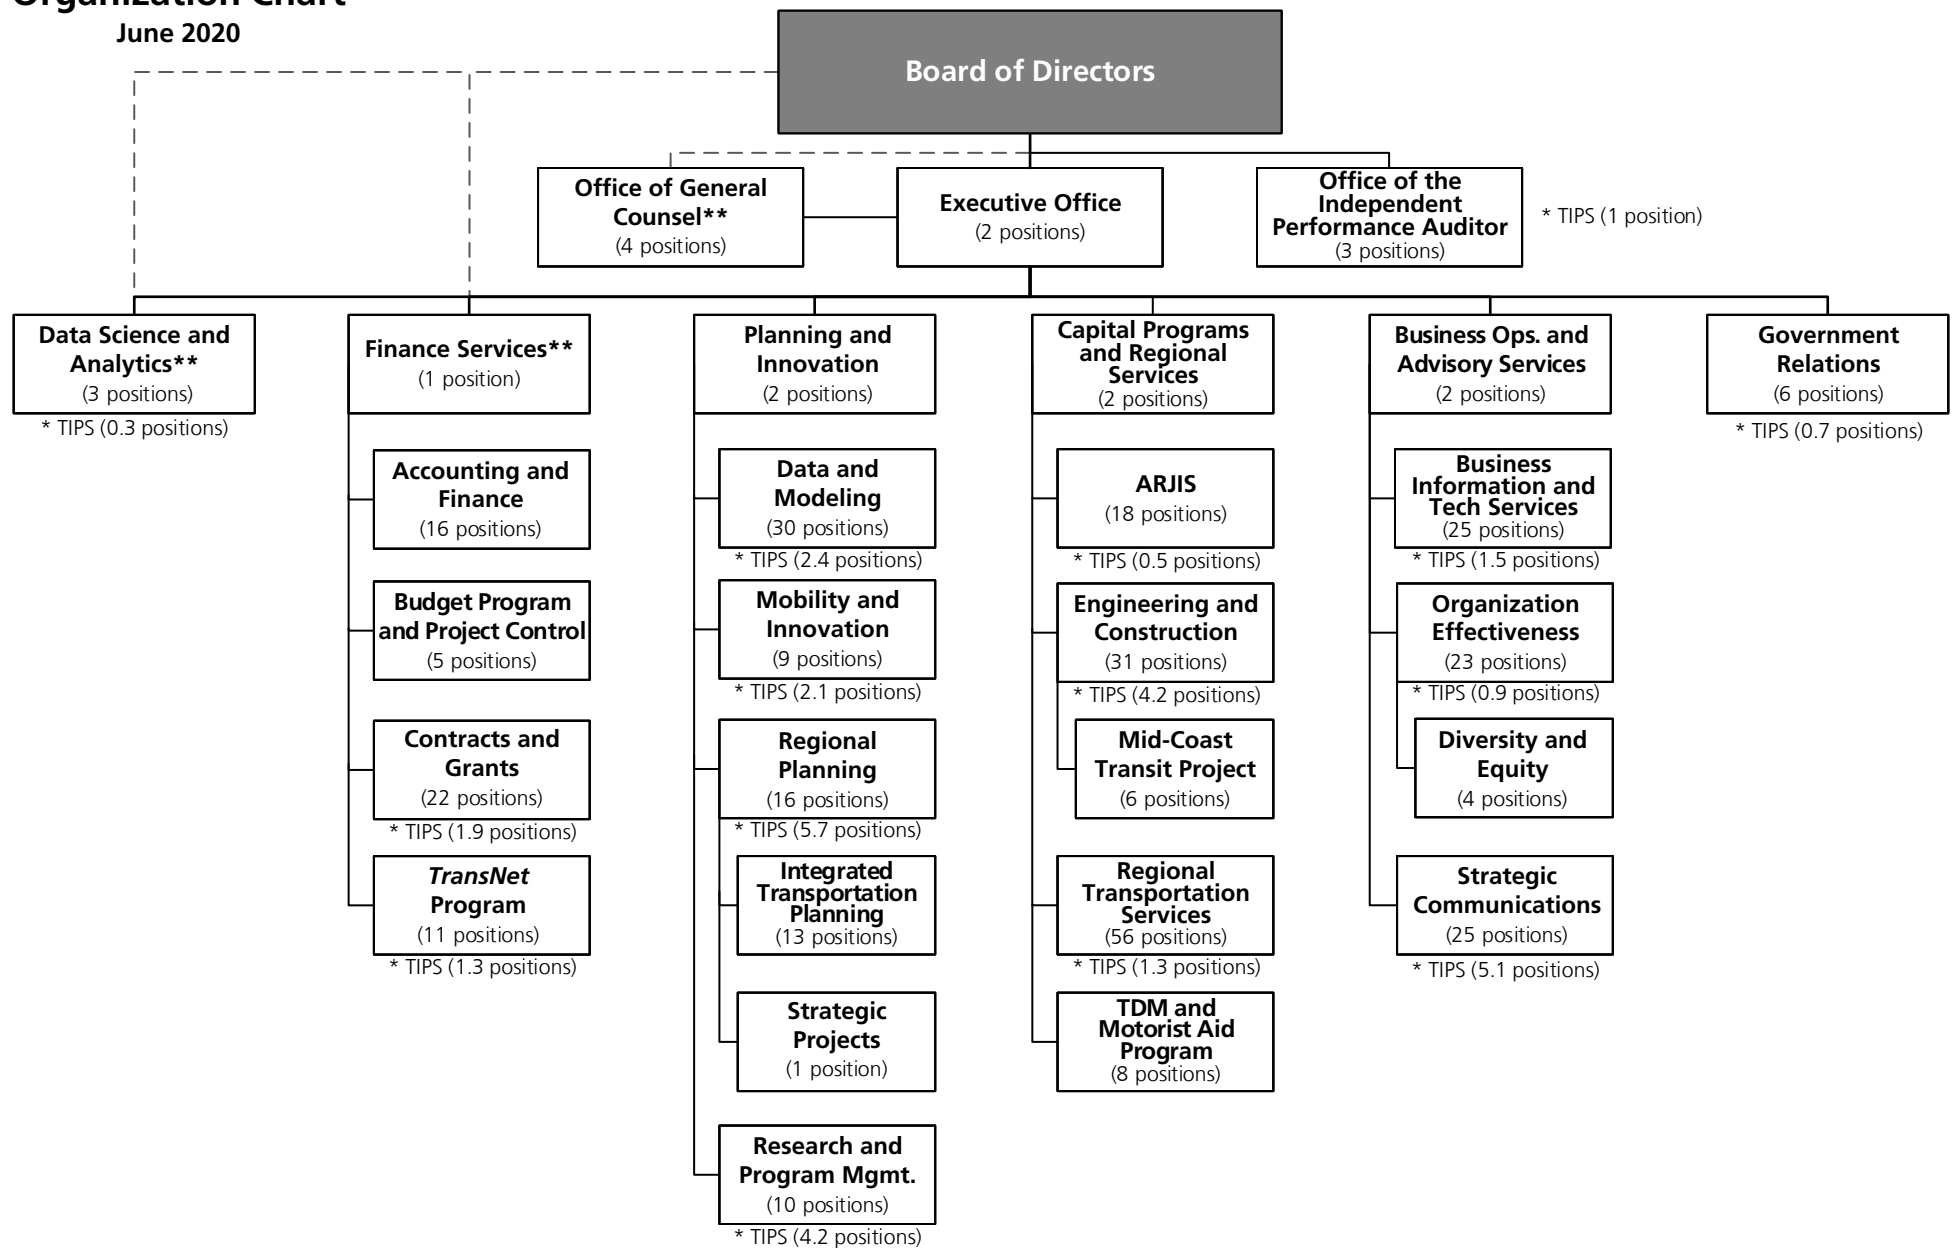 Organization Chart
June 2020
Board of Directors
Office of General
Counsel**
(4 positions)
Executive Office
(2 positions)
Office of the
Independent
Performance Auditor
(3 positions)
* TIPS (1 position)
Data Science and
Analytics**
(3 positions)
* TIPS (0.3 positions)
Finance Services**
(1 position)
Planning and
Innovation
(2 positions)
Capital Programs
and Regional
Services
(2 positions)
Business Ops. and
Advisory Services
(2 positions)
Government
Relations
(6 positions)
* TIPS (0.7 positions)
Accounting and
Finance
(16 positions)
Budget Program
and Project Control
(5 positions)
Contracts and
Grants
(22 positions)
* TIPS (1.9 positions)
TransNet
Program
(11 positions)
* TIPS (1.3 positions)
Data and
Modeling
(30 positions)
* TIPS (2.4 positions)
Mobility and
Innovation
(9 positions)
* TIPS (2.1 positions)
Regional
Planning
(16 positions)
* TIPS (5.7 positions)
Integrated
Transportation
Planning
(13 positions)
Strategic
Projects
(1 position)
Research and
Program Mgmt.
(10 positions)
* TIPS (4.2 positions)
ARJIS
(18 positions)
* TIPS (0.5 positions)
Engineering and
Construction
(31 positions)
* TIPS (4.2 positions)
Mid-Coast
Transit Project
(6 positions)
Regional
Transportation
Services
(56 positions)
* TIPS (1.3 positions)
TDM and
Motorist Aid
Program
(8 positions)
Business
Information and
Tech Services
(25 positions)
* TIPS (1.5 positions)
Organization
Effectiveness
(23 positions)
* TIPS (0.9 positions)
Diversity and
Equity
(4 positions)
Strategic
Communications
(25 positions)
* TIPS (5.1 positions)